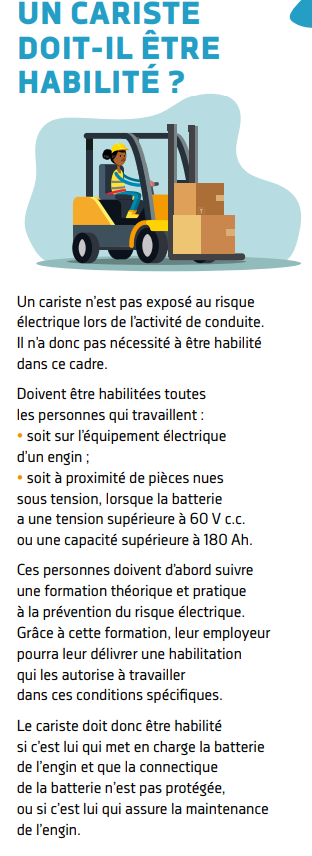 UN CARISTE
DOIT-IL ÊTRE
HABILITÉ ?
Un cariste n'est pas exposé au risque
électrique lors de l'activité de conduite.
Il n'a donc pas nécessité à être habilité
dans ce cadre.
Doivent être habilitées toutes
les personnes qui travaillent :
• soit sur l'équipement électrique
d'un engin ;
• soit à proximité de pièces nues
sous tension, lorsque la batterie
a une tension supérieure à 60 V c.c.
ou une capacité supérieure à 180 Ah.
Ces personnes doivent d'abord suivre
une formation théorique et pratique
à la prévention du risque électrique.
Grâce à cette formation, leur employeur
pourra leur délivrer une habilitation
qui les autorise à travailler
dans ces conditions spécifiques.
Le cariste doit donc être habilité
si c'est lui qui met en charge la batterie
de l'engin et que la connectique
de la batterie n'est pas protégée,
ou si c'est lui qui assure la maintenance
de l'engin.